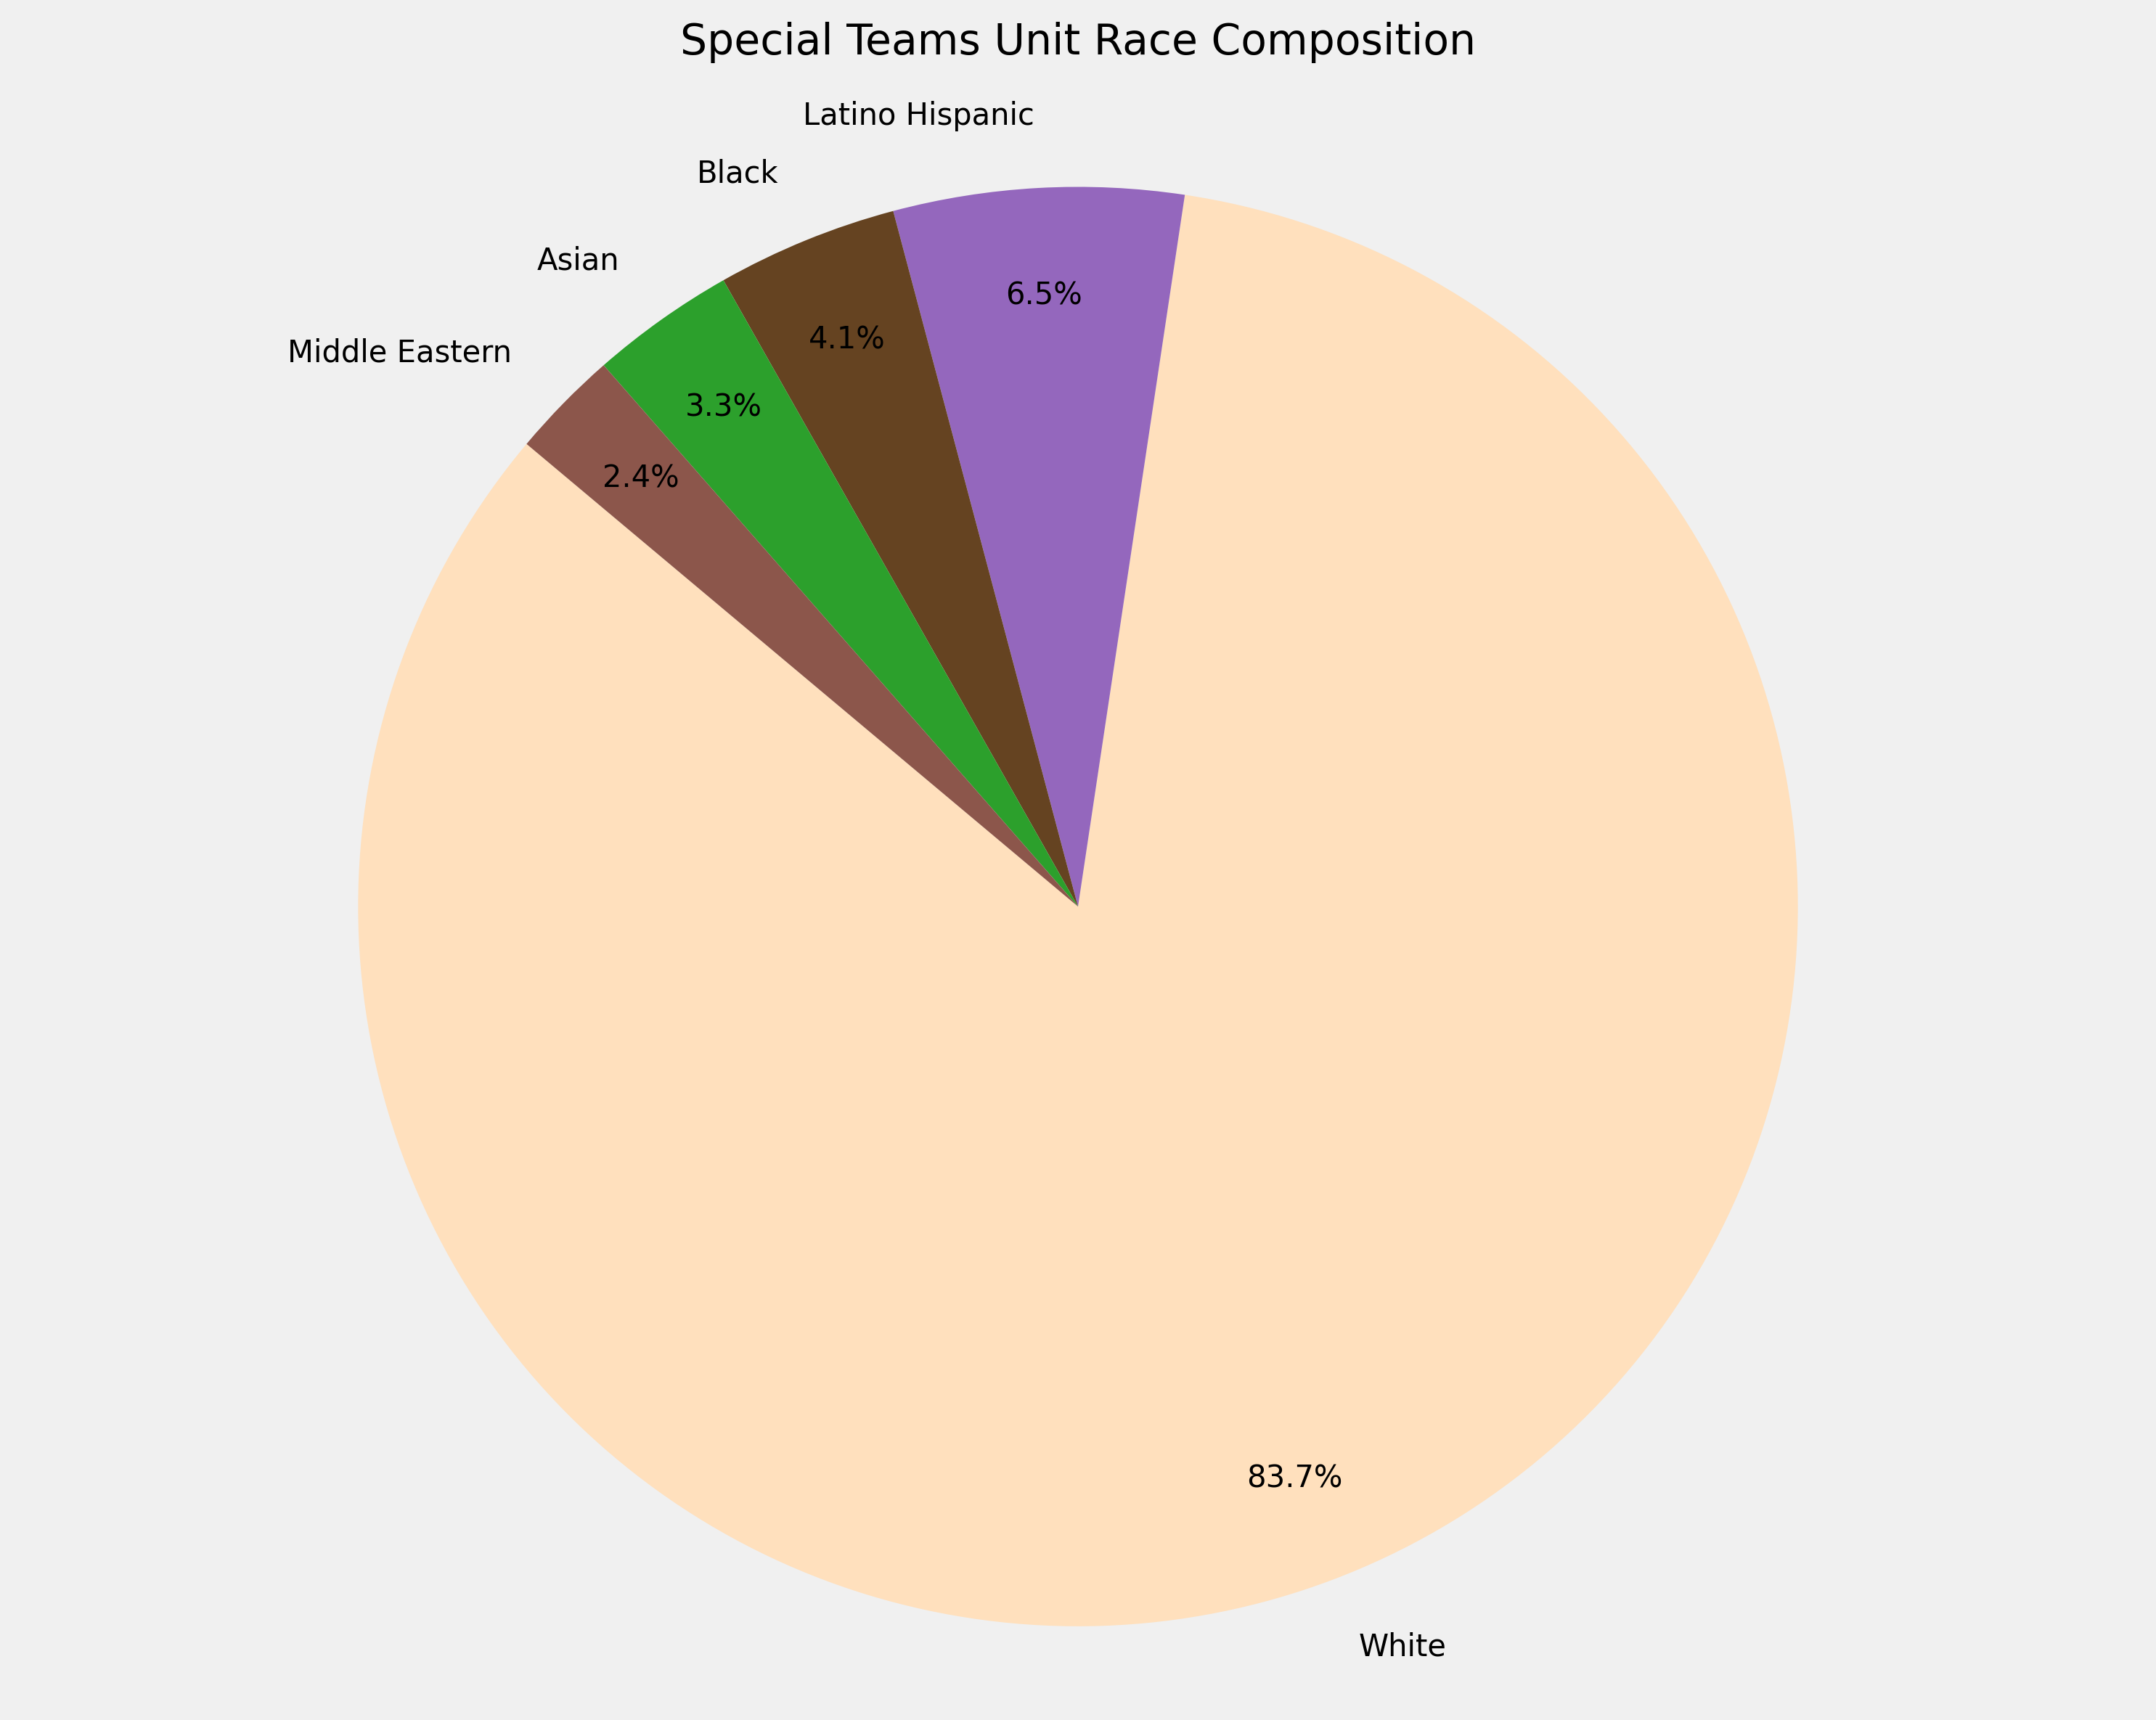 Special Teams Unit Race Composition
Latino Hispanic
Black
Asian
Middle Eastern
6.5%
4.1%
3.3%
2.4%
83.7%
White